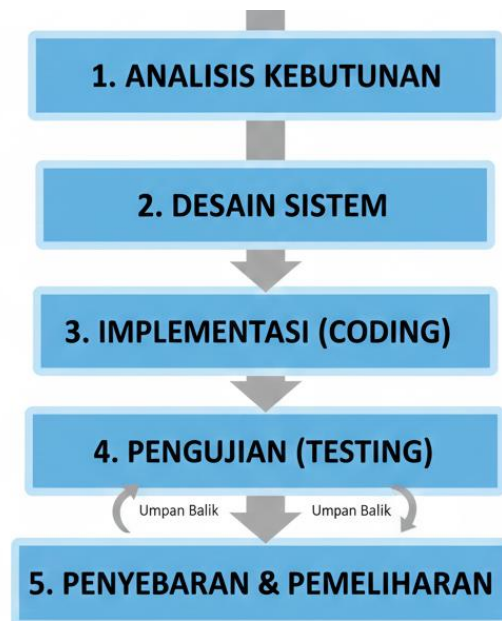 1. ANALISIS KEBUTUNAN
2. DESAIN SISTEM
3. IMPLEMENTASI (CODING)
4. PENGUJIAN (TESTING)
Umpan Balik Umpan Balik
5. PENYEBARAN & PEMELIHARAN